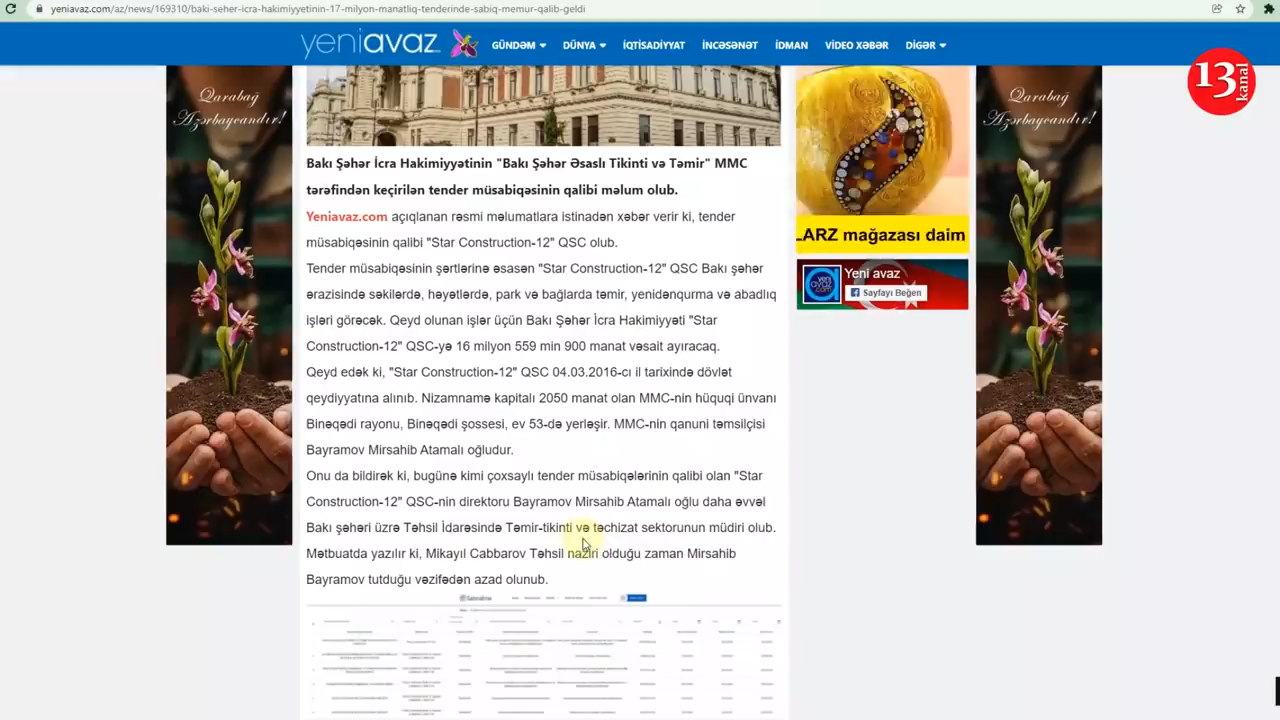 yeniavaz.com/az/news/169310/baki-seher-icra-hakimiyyetinin-17-milyon-manatliq-tenderinde-sabiq-memur-qalib-geldi
yeniavaz GÜNDƏM DÜNYA İQTİSADİYYAT İNCƏSƏNƏT İDMAN VİDEO XƏBƏR DİGƏR
13 kanal
Qarabağ
Azərbaycandır!
Qarabağ
Azərbaycandır!
Bakı Şəhər İcra Hakimiyyətinin "Bakı Şəhər Əsaslı Tikinti və Təmir" MMC
tərəfindən keçirilən tender müsabiqəsinin qalibi məlum olub.
Yeniavaz.com açıqlanan rəsmi məlumatlara istinadən xəbər verir ki, tender
müsabiqəsinin qalibi "Star Construction-12" QSC olub.
Tender müsabiqəsinin şərtlərinə əsasən "Star Construction-12" QSC Bakı şəhər
ərazisində səkilərdə, həyətlərdə, park və bağlarda təmir, yenidənqurma və abadlıq
işləri görəcək. Qeyd olunan işlər üçün Bakı Şəhər İcra Hakimiyyəti "Star
Construction-12" QSC-yə 16 milyon 559 min 900 manat vəsait ayıracaq.
Qeyd edək ki, "Star Construction-12" QSC 04.03.2016-cı il tarixində dövlət
qeydiyyatına alınıb. Nizamnamə kapitalı 2050 manat olan MMC-nin hüquqi ünvanı
Binəqədi rayonu, Binəqədi şossesi, ev 53-də yerləşir. MMC-nin qanuni təmsilçisi
Bayramov Mirsahib Atamalı oğludur.
Onu da bildirək ki, bugünə kimi çoxsaylı tender müsabiqələrinin qalibi olan "Star
Construction-12" QSC-nin direktoru Bayramov Mirsahib Atamalı oğlu daha əvvəl
Bakı şəhəri üzrə Təhsil İdarəsində Təmir-tikinti və təchizat sektorunun müdiri olub.
Mətbuatda yazılır ki, Mikayıl Cabbarov Təhsil naziri olduğu zaman Mirsahib
Bayramov tutduğu vəzifədən azad olunub.
LARZ mağazası daim
yeni avaz .com
Yeni avaz
Sayfayı Beğen